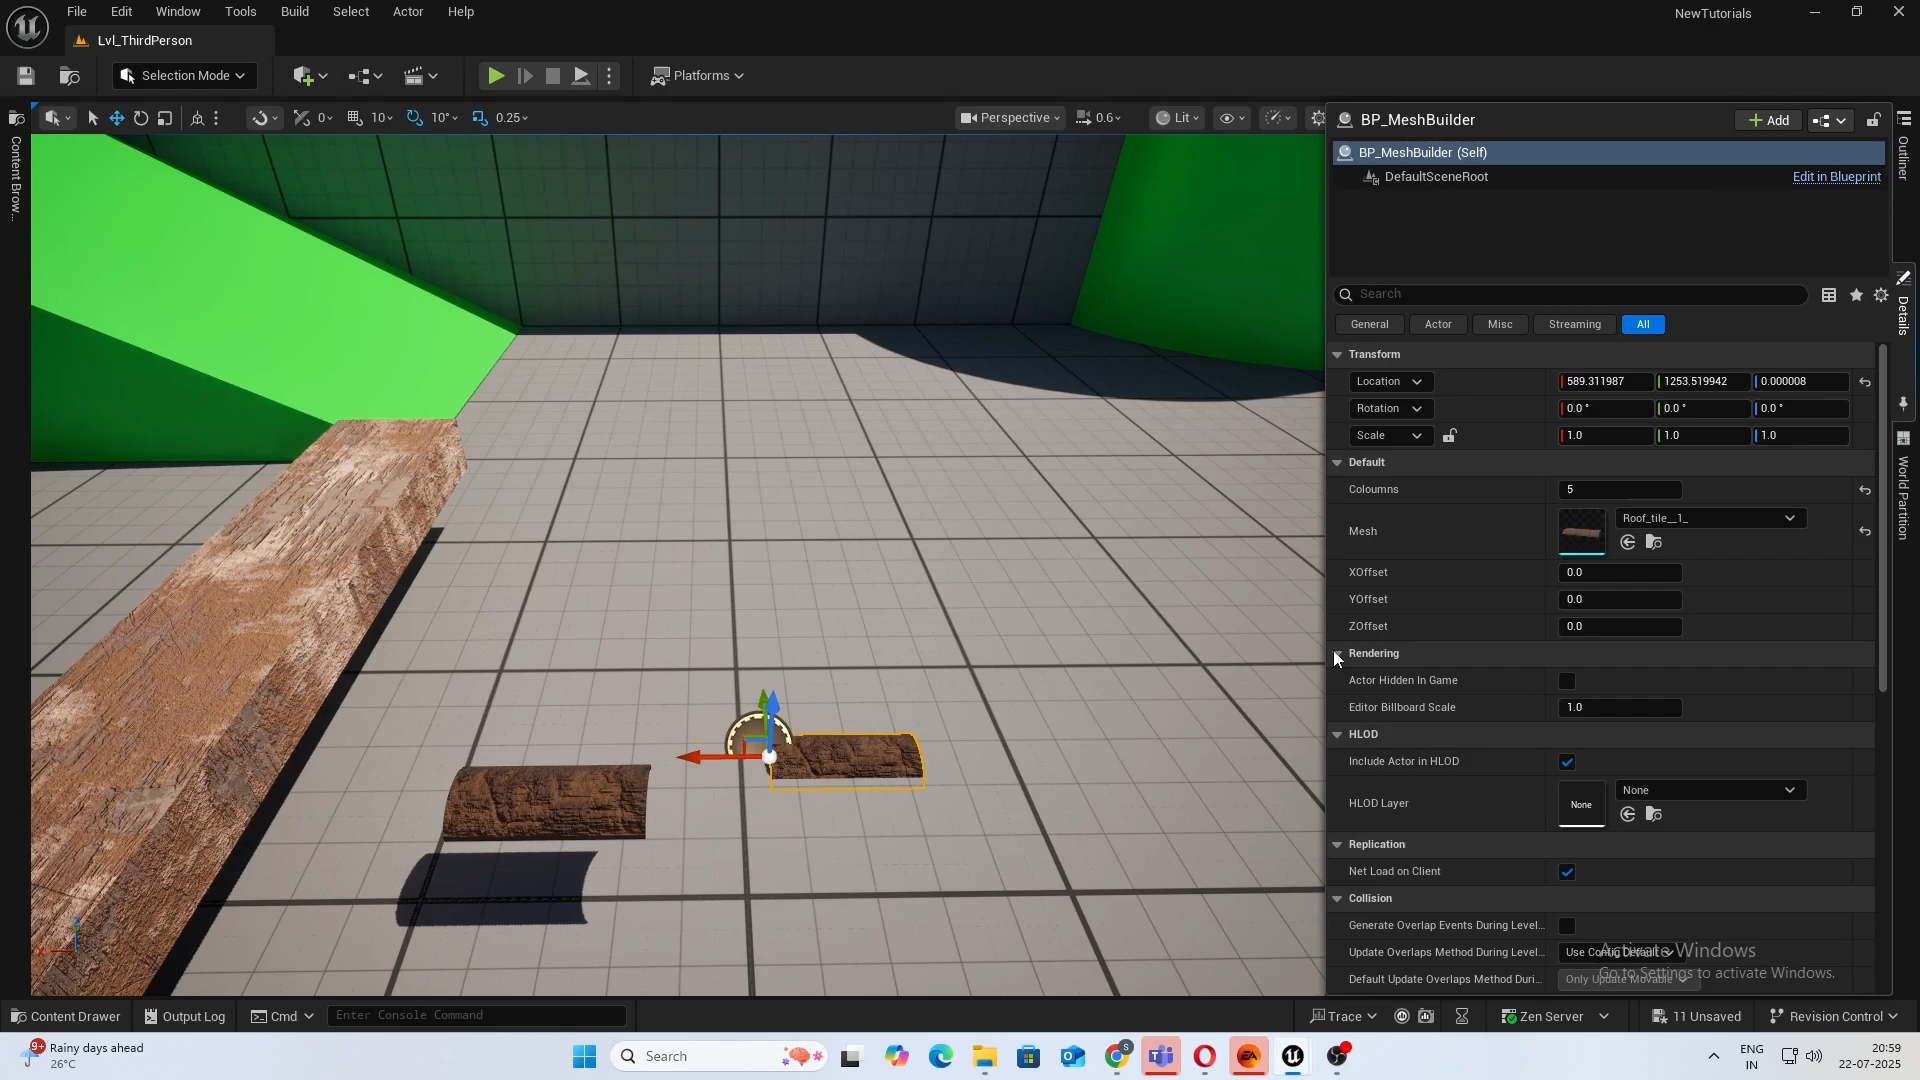 File Edit Window Tools Build Select Actor Help
NewTutorials
Lvl_ThirdPerson
Selection Mode
Platforms
0 10 10° 0.25
Perspective 0.6 Lit
Content Brow...
BP_MeshBuilder
Add
BP_MeshBuilder (Self)
DefaultSceneRoot Edit in Blueprint
Search
General Actor Misc Streaming All
Transform
Location 589.311987 1253.519942 0.000008
Rotation 0.0 ° 0.0 ° 0.0 °
Scale 1.0 1.0 1.0
Default
Coloumns 5
Mesh Roof_tile__1_
XOffset 0.0
YOffset 0.0
ZOffset 0.0
Rendering
Actor Hidden In Game
Editor Billboard Scale 1.0
HLOD
Include Actor in HLOD
HLOD Layer None None
Replication
Net Load on Client
Collision
Generate Overlap Events During Level...
Update Overlaps Method During Level... Use Config Default
Default Update Overlaps Method Duri... Only Update Movable
Activate Windows
Go to Settings to activate Windows.
Outliner
Details
World Partition
Content Drawer Output Log Cmd Enter Console Command
Trace Zen Server 11 Unsaved Revision Control
9+ Rainy days ahead
26°C
Search
S
EA
ENG
IN
20:59
22-07-2025